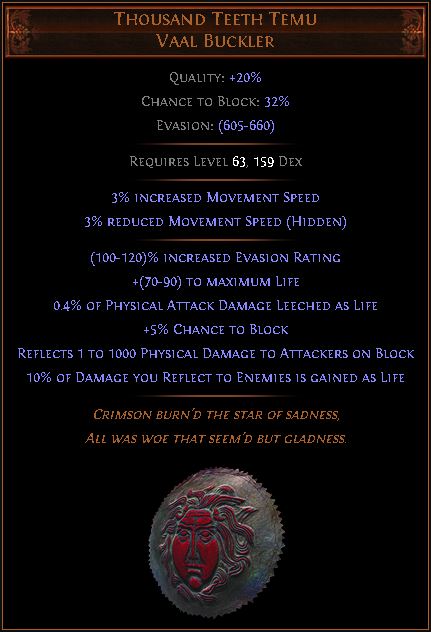 Thousand Teeth Temu
Vaal Buckler
Quality: +20%
Chance to Block: 32%
Evasion: (605-660)
Requires Level 63, 159 Dex
3% increased Movement Speed
3% reduced Movement Speed (Hidden)
(100-120)% increased Evasion Rating
+(70-90) to maximum Life
0.4% of Physical Attack Damage Leeched as Life
+5% Chance to Block
Reflects 1 to 1000 Physical Damage to Attackers on Block
10% of Damage you Reflect to Enemies is gained as Life
Crimson burn'd the star of sadness,
All was woe that seem'd but gladness.